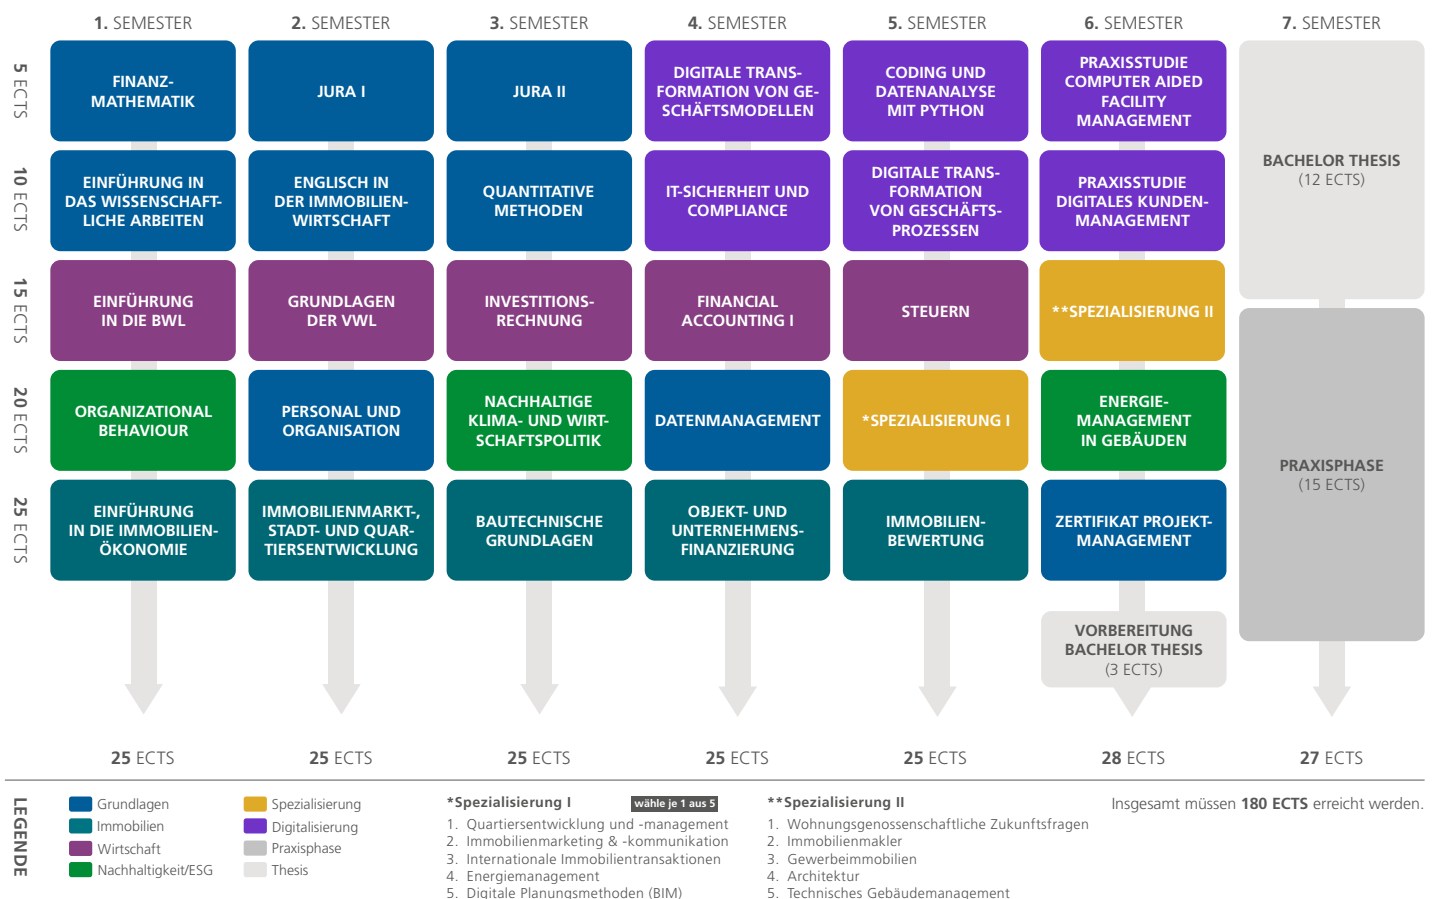 1. SEMESTER
2. SEMESTER
3. SEMESTER
4. SEMESTER
5. SEMESTER
6. SEMESTER
7. SEMESTER
5 ECTS
FINANZ-
MATHEMATIK
JURA I
JURA II
DIGITALE TRANS-
FORMATION VON GE-
SCHÄFTSMODELLEN
CODING UND
DATENANALYSE
MIT PYTHON
PRAXISSTUDIE
COMPUTER AIDED
FACILITY
MANAGEMENT
BACHELOR THESIS
(12 ECTS)
10 ECTS
EINFÜHRUNG IN
DAS WISSENSCHAFT-
LICHE ARBEITEN
ENGLISCH IN
DER IMMOBILIEN-
WIRTSCHAFT
QUANTITATIVE
METHODEN
IT-SICHERHEIT UND
COMPLIANCE
DIGITALE TRANS-
FORMATION
VON GESCHÄFTS-
PROZESSEN
PRAXISSTUDIE
DIGITALES KUNDEN-
MANAGEMENT
15 ECTS
EINFÜHRUNG
IN DIE BWL
GRUNDLAGEN
DER VWL
INVESTITIONS-
RECHNUNG
FINANCIAL
ACCOUNTING I
STEUERN
**SPEZIALISIERUNG II
20 ECTS
ORGANIZATIONAL
BEHAVIOUR
PERSONAL UND
ORGANISATION
NACHHALTIGE
KLIMA- UND WIRT-
SCHAFTSPOLITIK
DATENMANAGEMENT
*SPEZIALISIERUNG I
ENERGIE-
MANAGEMENT
IN GEBÄUDEN
PRAXISPHASE
(15 ECTS)
25 ECTS
EINFÜHRUNG
IN DIE IMMOBILIEN-
ÖKONOMIE
IMMOBILIENMARKT-,
STADT- UND QUAR-
TIERSENTWICKLUNG
BAUTECHNISCHE
GRUNDLAGEN
OBJEKT- UND
UNTERNEHMENS-
FINANZIERUNG
IMMOBILIEN-
BEWERTUNG
ZERTIFIKAT PROJEKT-
MANAGEMENT
VORBEREITUNG
BACHELOR THESIS
(3 ECTS)
25 ECTS
25 ECTS
25 ECTS
25 ECTS
25 ECTS
28 ECTS
27 ECTS
LEGENDE
Grundlagen
Immobilien
Wirtschaft
Nachhaltigkeit/ESG
Spezialisierung
Digitalisierung
Praxisphase
Thesis
*Spezialisierung I
wähle je 1 aus 5
1. Quartiersentwicklung und -management
2. Immobilienmarketing & -kommunikation
3. Internationale Immobilientransaktionen
4. Energiemanagement
5. Digitale Planungsmethoden (BIM)
**Spezialisierung II
1. Wohnungsgenossenschaftliche Zukunftsfragen
2. Immobilienmakler
3. Gewerbeimmobilien
4. Architektur
5. Technisches Gebäudemanagement
Insgesamt müssen 180 ECTS erreicht werden.